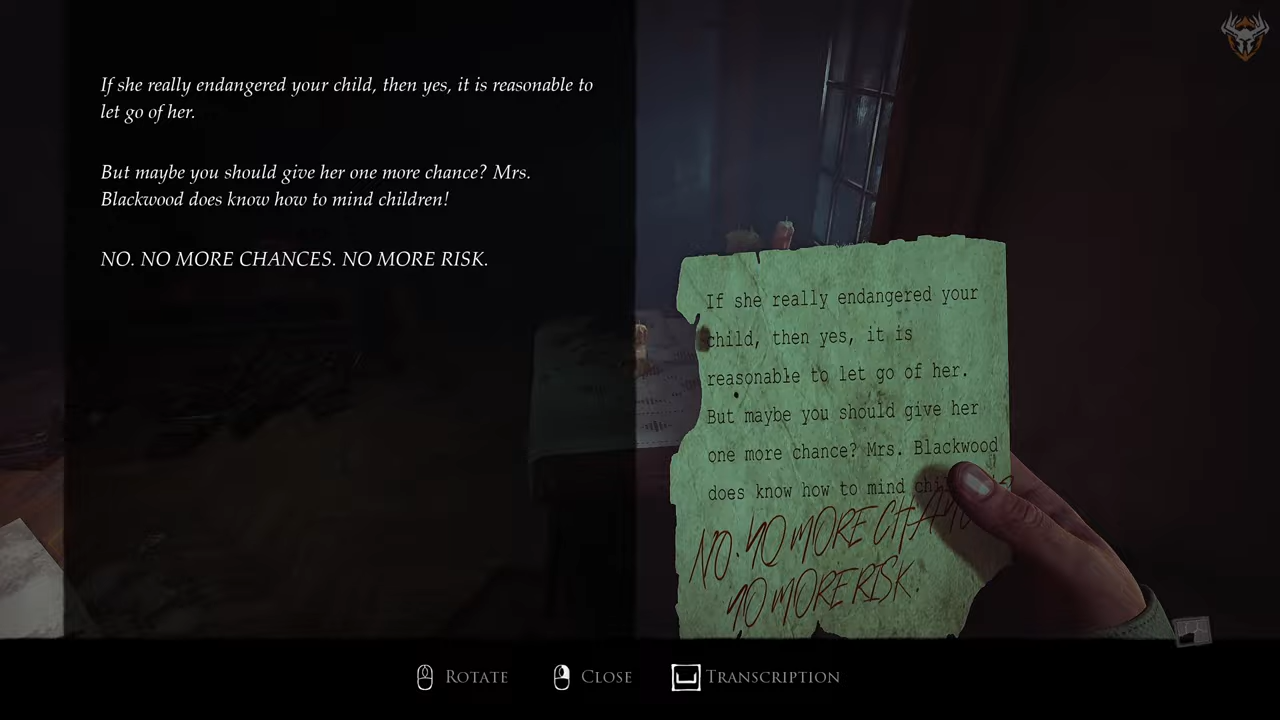 If she really endangered your child, then yes, it is reasonable to
let go of her.
But maybe you should give her one more chance? Mrs.
Blackwood does know how to mind children!
NO. NO MORE CHANCES. NO MORE RISK.
If she really endangered your
child, then yes, it is
reasonable to let go of her.
But maybe you should give her
one more chance? Mrs. Blackwood
does know how to mind
NO. NO MORE
NO MORE RISK.
ROTATE
CLOSE
TRANSCRIPTION